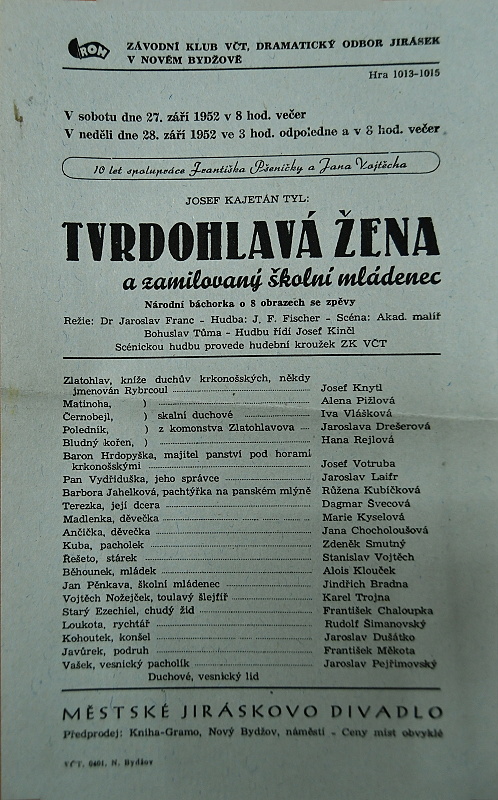 ROH
ZÁVODNÍ KLUB VČT, DRAMATICKÝ ODBOR JIRÁSEK
V NOVÉM BYDŽOVĚ
Hra 1013-1015
V sobotu dne 27. září 1952 v 8 hod. večer
V neděli dne 28. září 1952 ve 3 hod. odpoledne a v 8 hod. večer
10 let spolupráce Františka Pšeničky a Jana Vojtěcha
JOSEF KAJETÁN TYL:
TVRDOHLAVÁ ŽENA
a zamilovaný školní mládenec
Národní báchorka o 8 obrazech se zpěvy
Režie: Dr Jaroslav Franc - Hudba: J. F. Fischer - Scéna: Akad. malíř
Bohuslav Tůma - Hudbu řídí Josef Kinčl
Scénickou hudbu provede hudební kroužek ZK VČT
Zlatohlav, kníže duchův krkonošských, někdy
jmenován Rybrcoul ... Josef Knytl
Matinoha, ) Alena Pižlová
Černobejl, ) skalní duchové ... Iva Vlášková
Poledník, ) z komonstva Zlatohlavova ... Jaroslava Drešerová
Bludný kořen, ) Hana Rejlová
Baron Hrdopyška, majitel panství pod horami
krkonošskými ... Josef Votruba
Pan Vydřiduška, jeho správce ... Jaroslav Laifr
Barbora Jahelková, pachtýřka na panském mlýně Růžena Kubíčková
Terezka, její dcera ... Dagmar Švecová
Madlenka, děvečka ... Marie Kyselová
Ančička, děvečka ... Jana Chocholoušová
Kuba, pacholek ... Zdeněk Smutný
Řešeto, stárek ... Stanislav Vojtěch
Běhounek, mládek ... Alois Klouček
Jan Pěnkava, školní mládenec ... Jindřich Bradna
Vojtěch Nožejček, toulavý šlejfíř ... Karel Trojna
Starý Ezechiel, chudý žid ... František Chaloupka
Loukota, rychtář ... Rudolf Šimanovský
Kohoutek, konšel ... Jaroslav Dušátko
Javůrek, podruh ... František Měkota
Vašek, vesnický pacholík ... Jaroslav Pejřimovský
Duchové, vesnický lid
MĚSTSKÉ JIRÁSKOVO DIVADLO
Předprodej: Kniha-Gramo, Nový Bydžov, náměstí - Ceny míst obvyklé
VČT. 0401, N. Bydžov